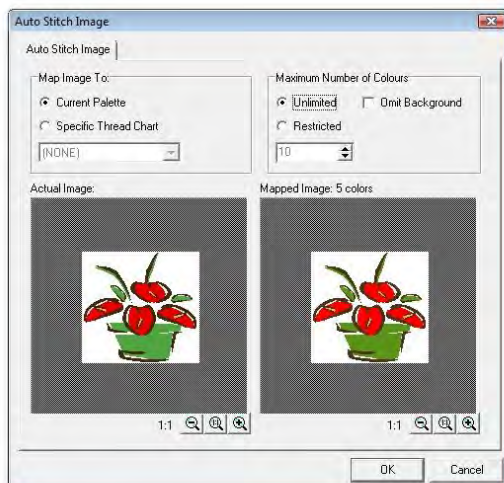 Auto Stitch Image
Auto Stitch Image
Map Image To:
Current Palette
Specific Thread Chart
(NONE)
Maximum Number of Colours
Unlimited
Omit Background
Restricted
10
Actual Image:
Mapped Image: 5 colors
1:1
1:1
OK
Cancel